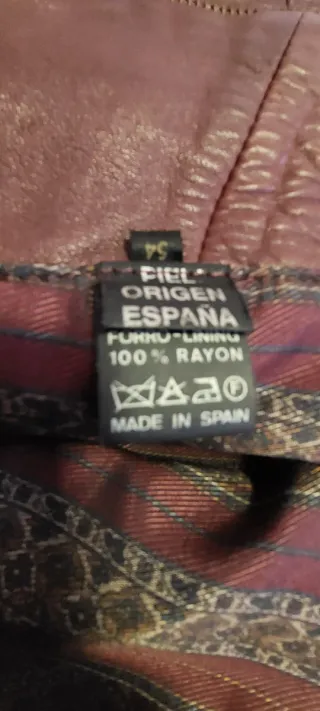 54
PIEL
ORIGEN
ESPAÑA
FORRO-LINING
100 % RAYON
F
MADE IN SPAIN